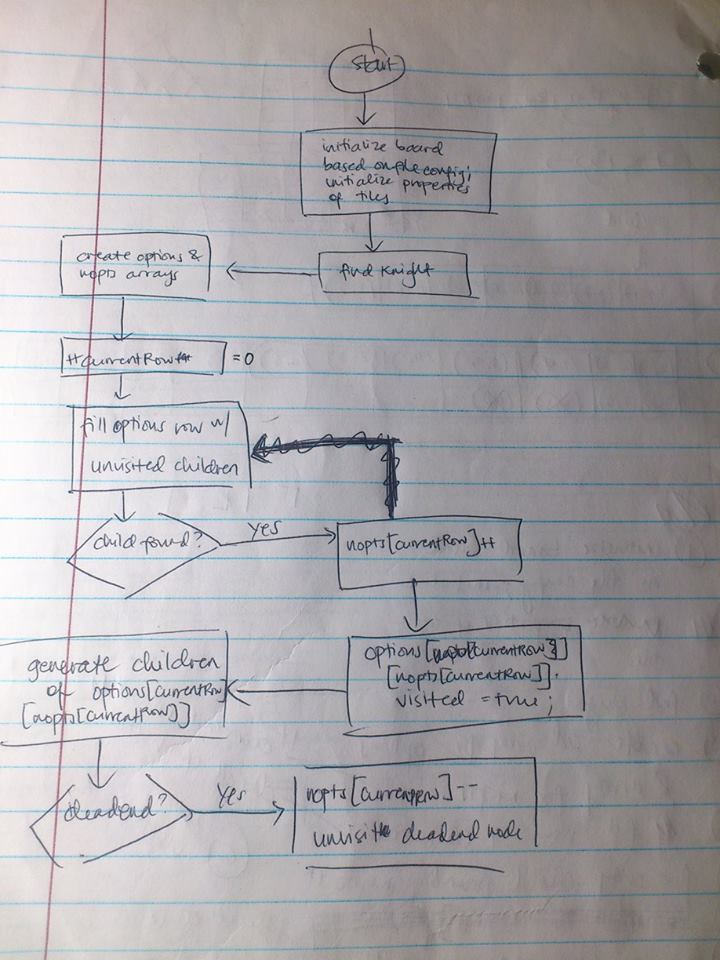 start
initialize board
based on file config;
initialize properties
of tiles
find Knight
create options &
nopts arrays
++currentRow++ = 0
fill options row w/
unvisited children
child found?
yes
nopts[currentRow]++
options[currentRow]
[nopts[currentRow]].
visited = true;
generate children
of options[currentRow]
[nopts[currentRow]]
deadend?
yes
nopts[currentRow]--
unvisit deadend node